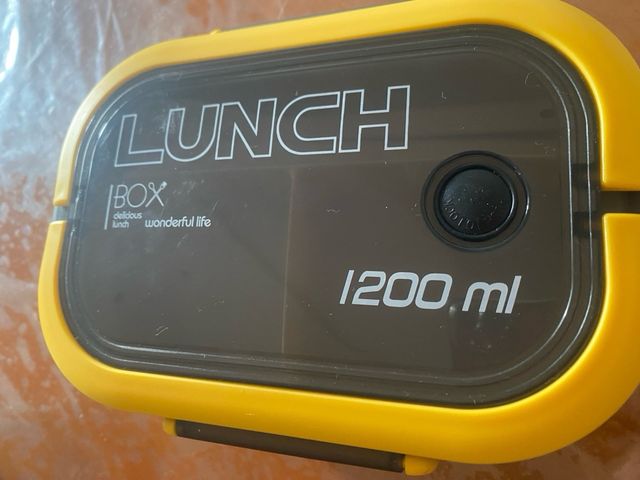 LUNCH
BOX
delicious
lunch wonderful life
1200 ml